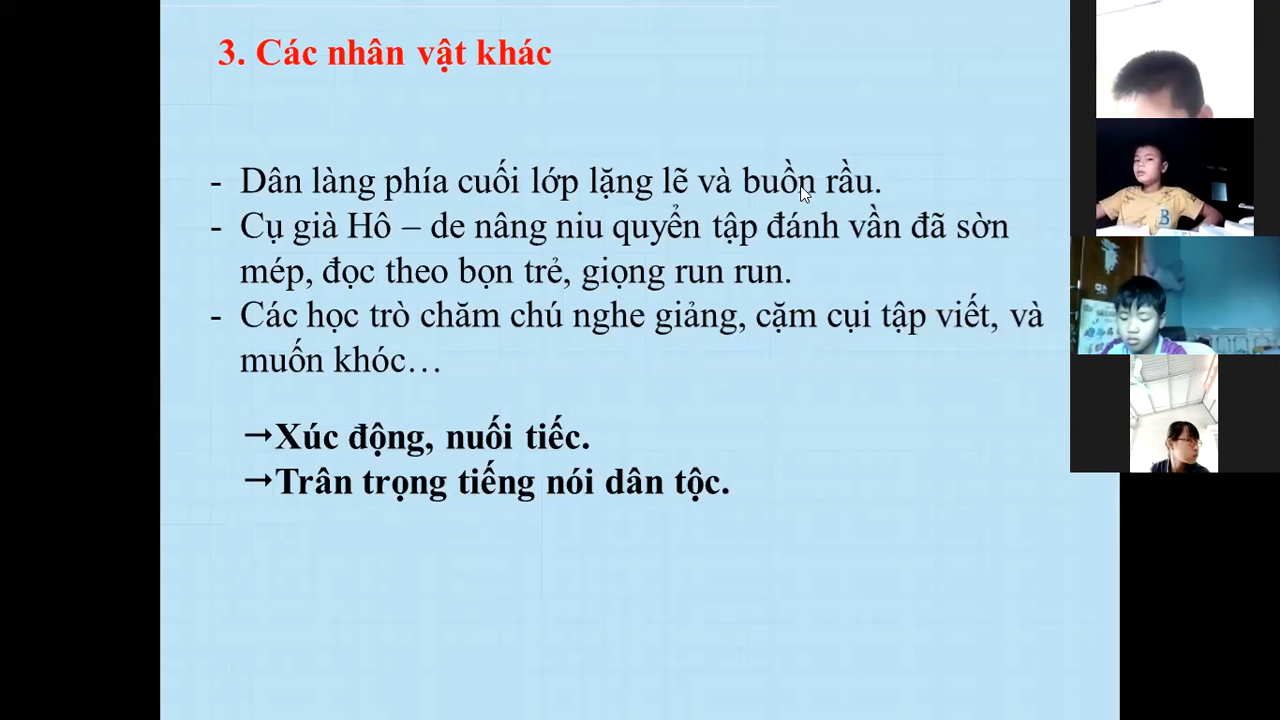 3. Các nhân vật khác
- Dân làng phía cuối lớp lặng lẽ và buồn rầu.
- Cụ già Hô – de nâng niu quyển tập đánh vần đã sờn
mép, đọc theo bọn trẻ, giọng run run.
- Các học trò chăm chú nghe giảng, cặm cụi tập viết, và
muốn khóc…
→Xúc động, nuối tiếc.
→Trân trọng tiếng nói dân tộc.